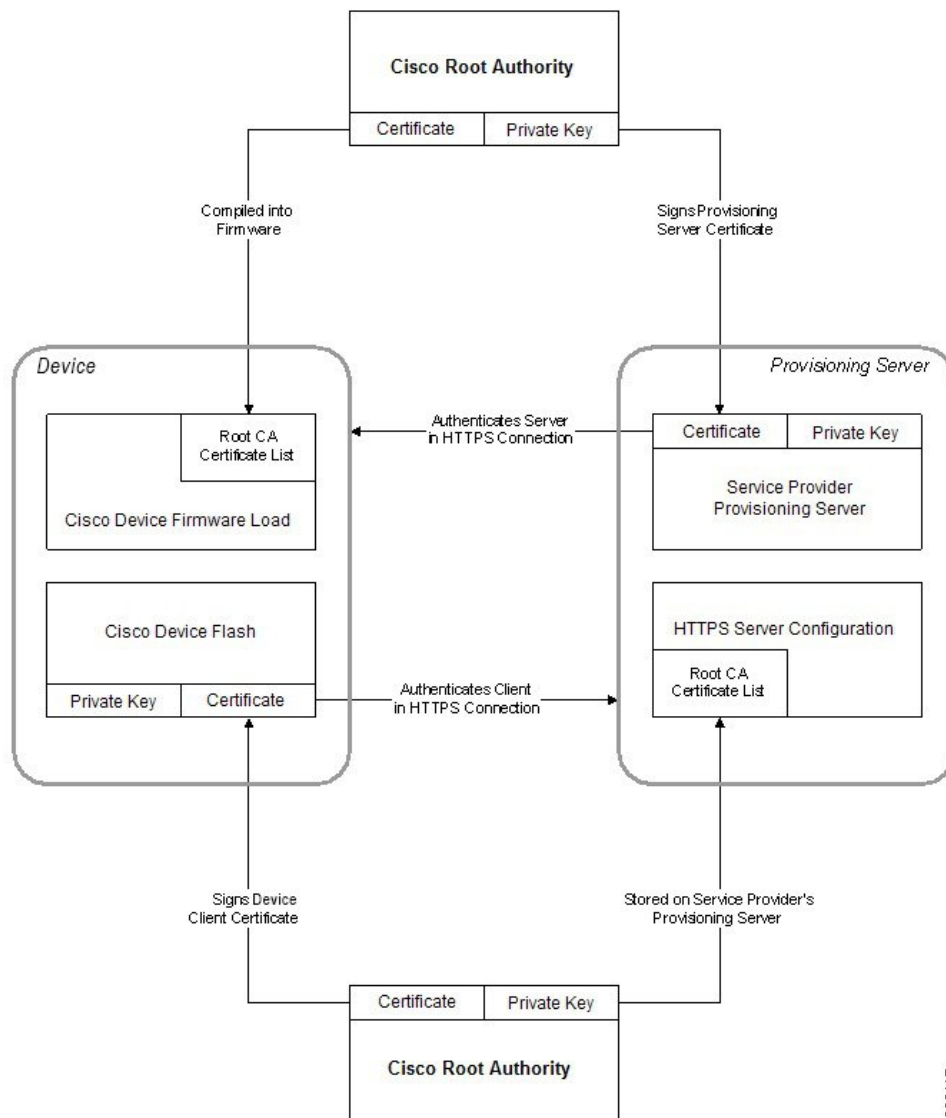 Cisco Root Authority
Certificate
Private Key
Compiled into
Firmware
Signs Provisioning
Server Certificate
Device
Provisioning Server
Root CA
Certificate List
Cisco Device Firmware Load
Authenticates Server
in HTTPS Connection
Certificate
Private Key
Service Provider
Provisioning Server
Cisco Device Flash
Private Key
Certificate
Authenticates Client
in HTTPS Connection
HTTPS Server Configuration
Root CA
Certificate List
Signs Device
Client Certificate
Stored on Service Provider's
Provisioning Server
Certificate
Private Key
Cisco Root Authority